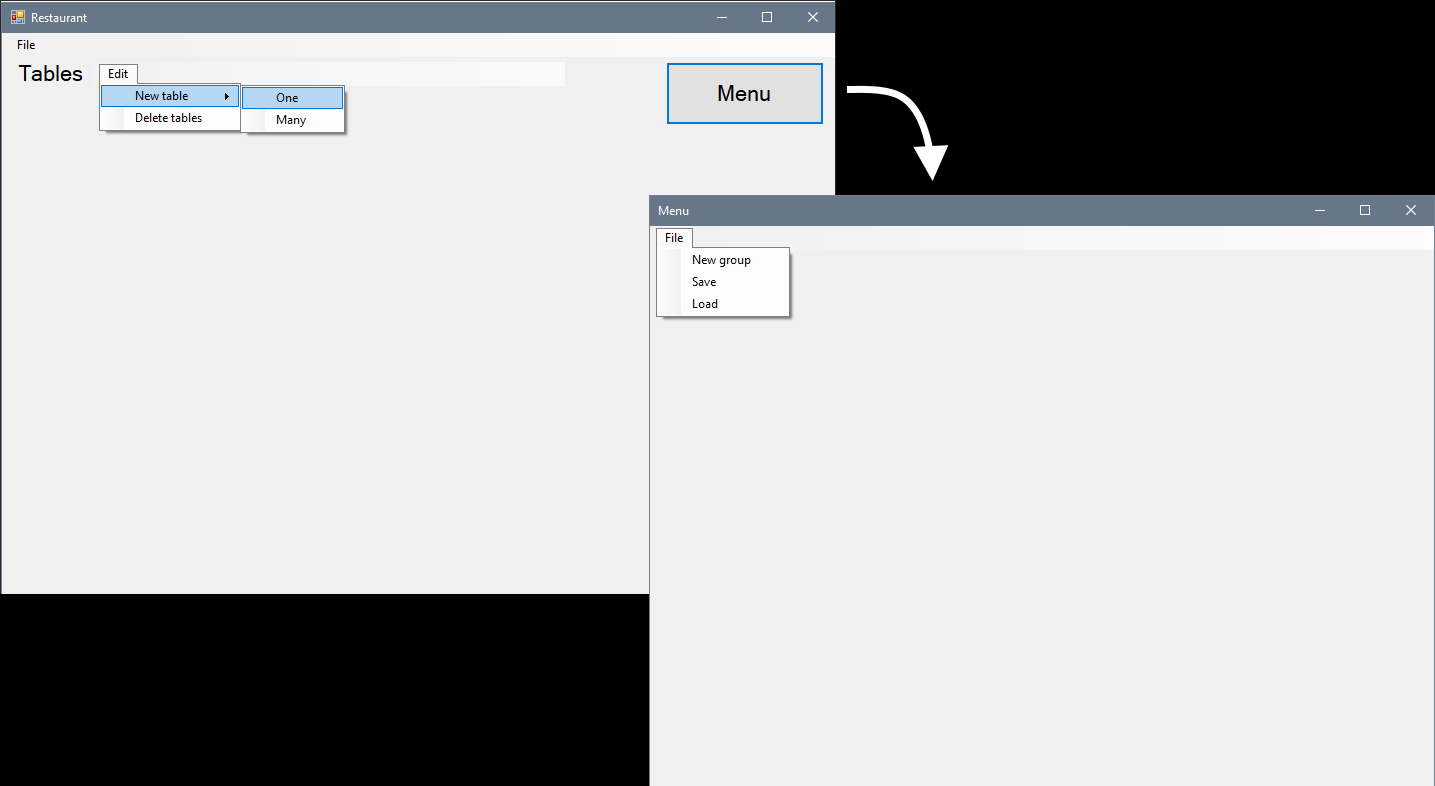 Restaurant
File
Tables
Edit
Menu
New table
One
Delete tables
Many
Menu
File
New group
Save
Load